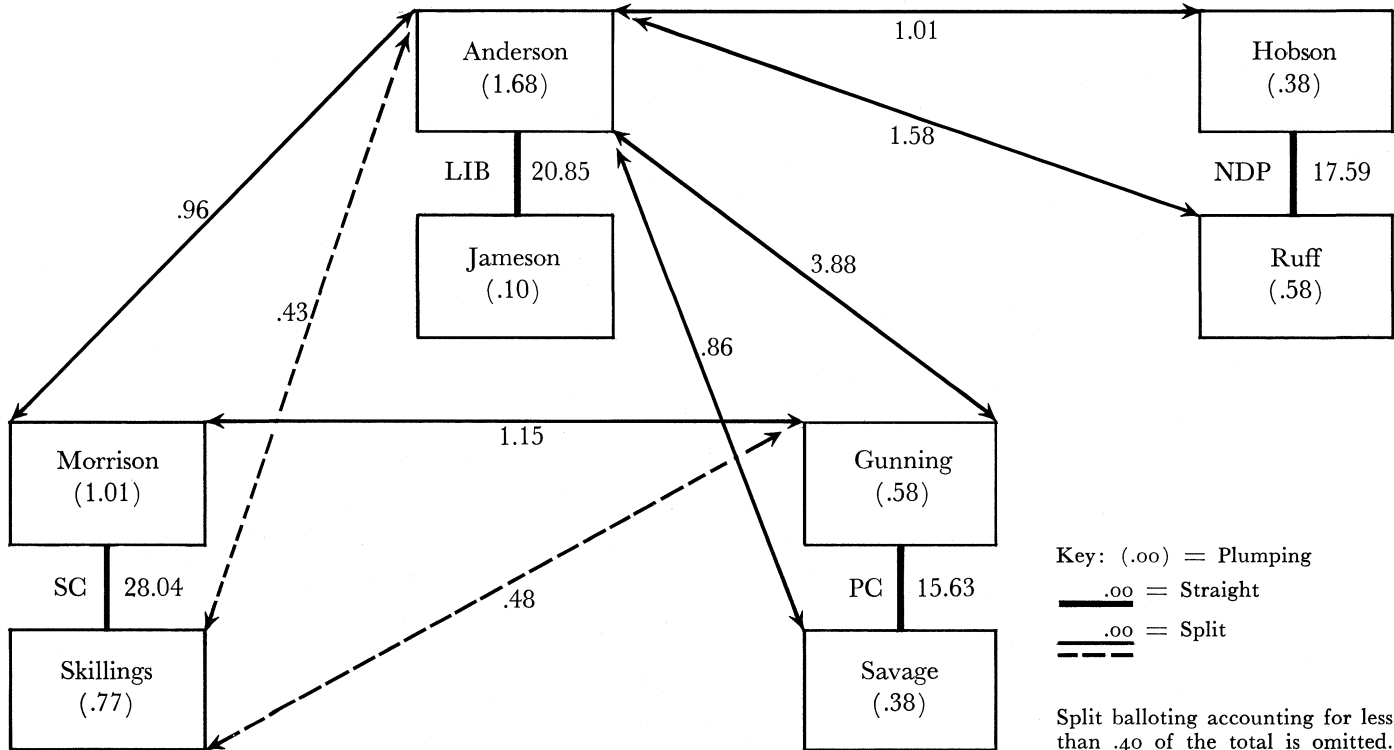 1.01
Anderson
(1.68)
Hobson
(.38)
1.58
LIB 20.85
NDP 17.59
.96
Jameson
(.10)
Ruff
(.58)
3.88
.43
.86
1.15
Morrison
(1.01)
Gunning
(.58)
SC 28.04
.48
PC 15.63
Skillings
(.77)
Savage
(.38)
Key: (.00) = Plumping
.00 = Straight
.00 = Split
Split balloting accounting for less
than .40 of the total is omitted.